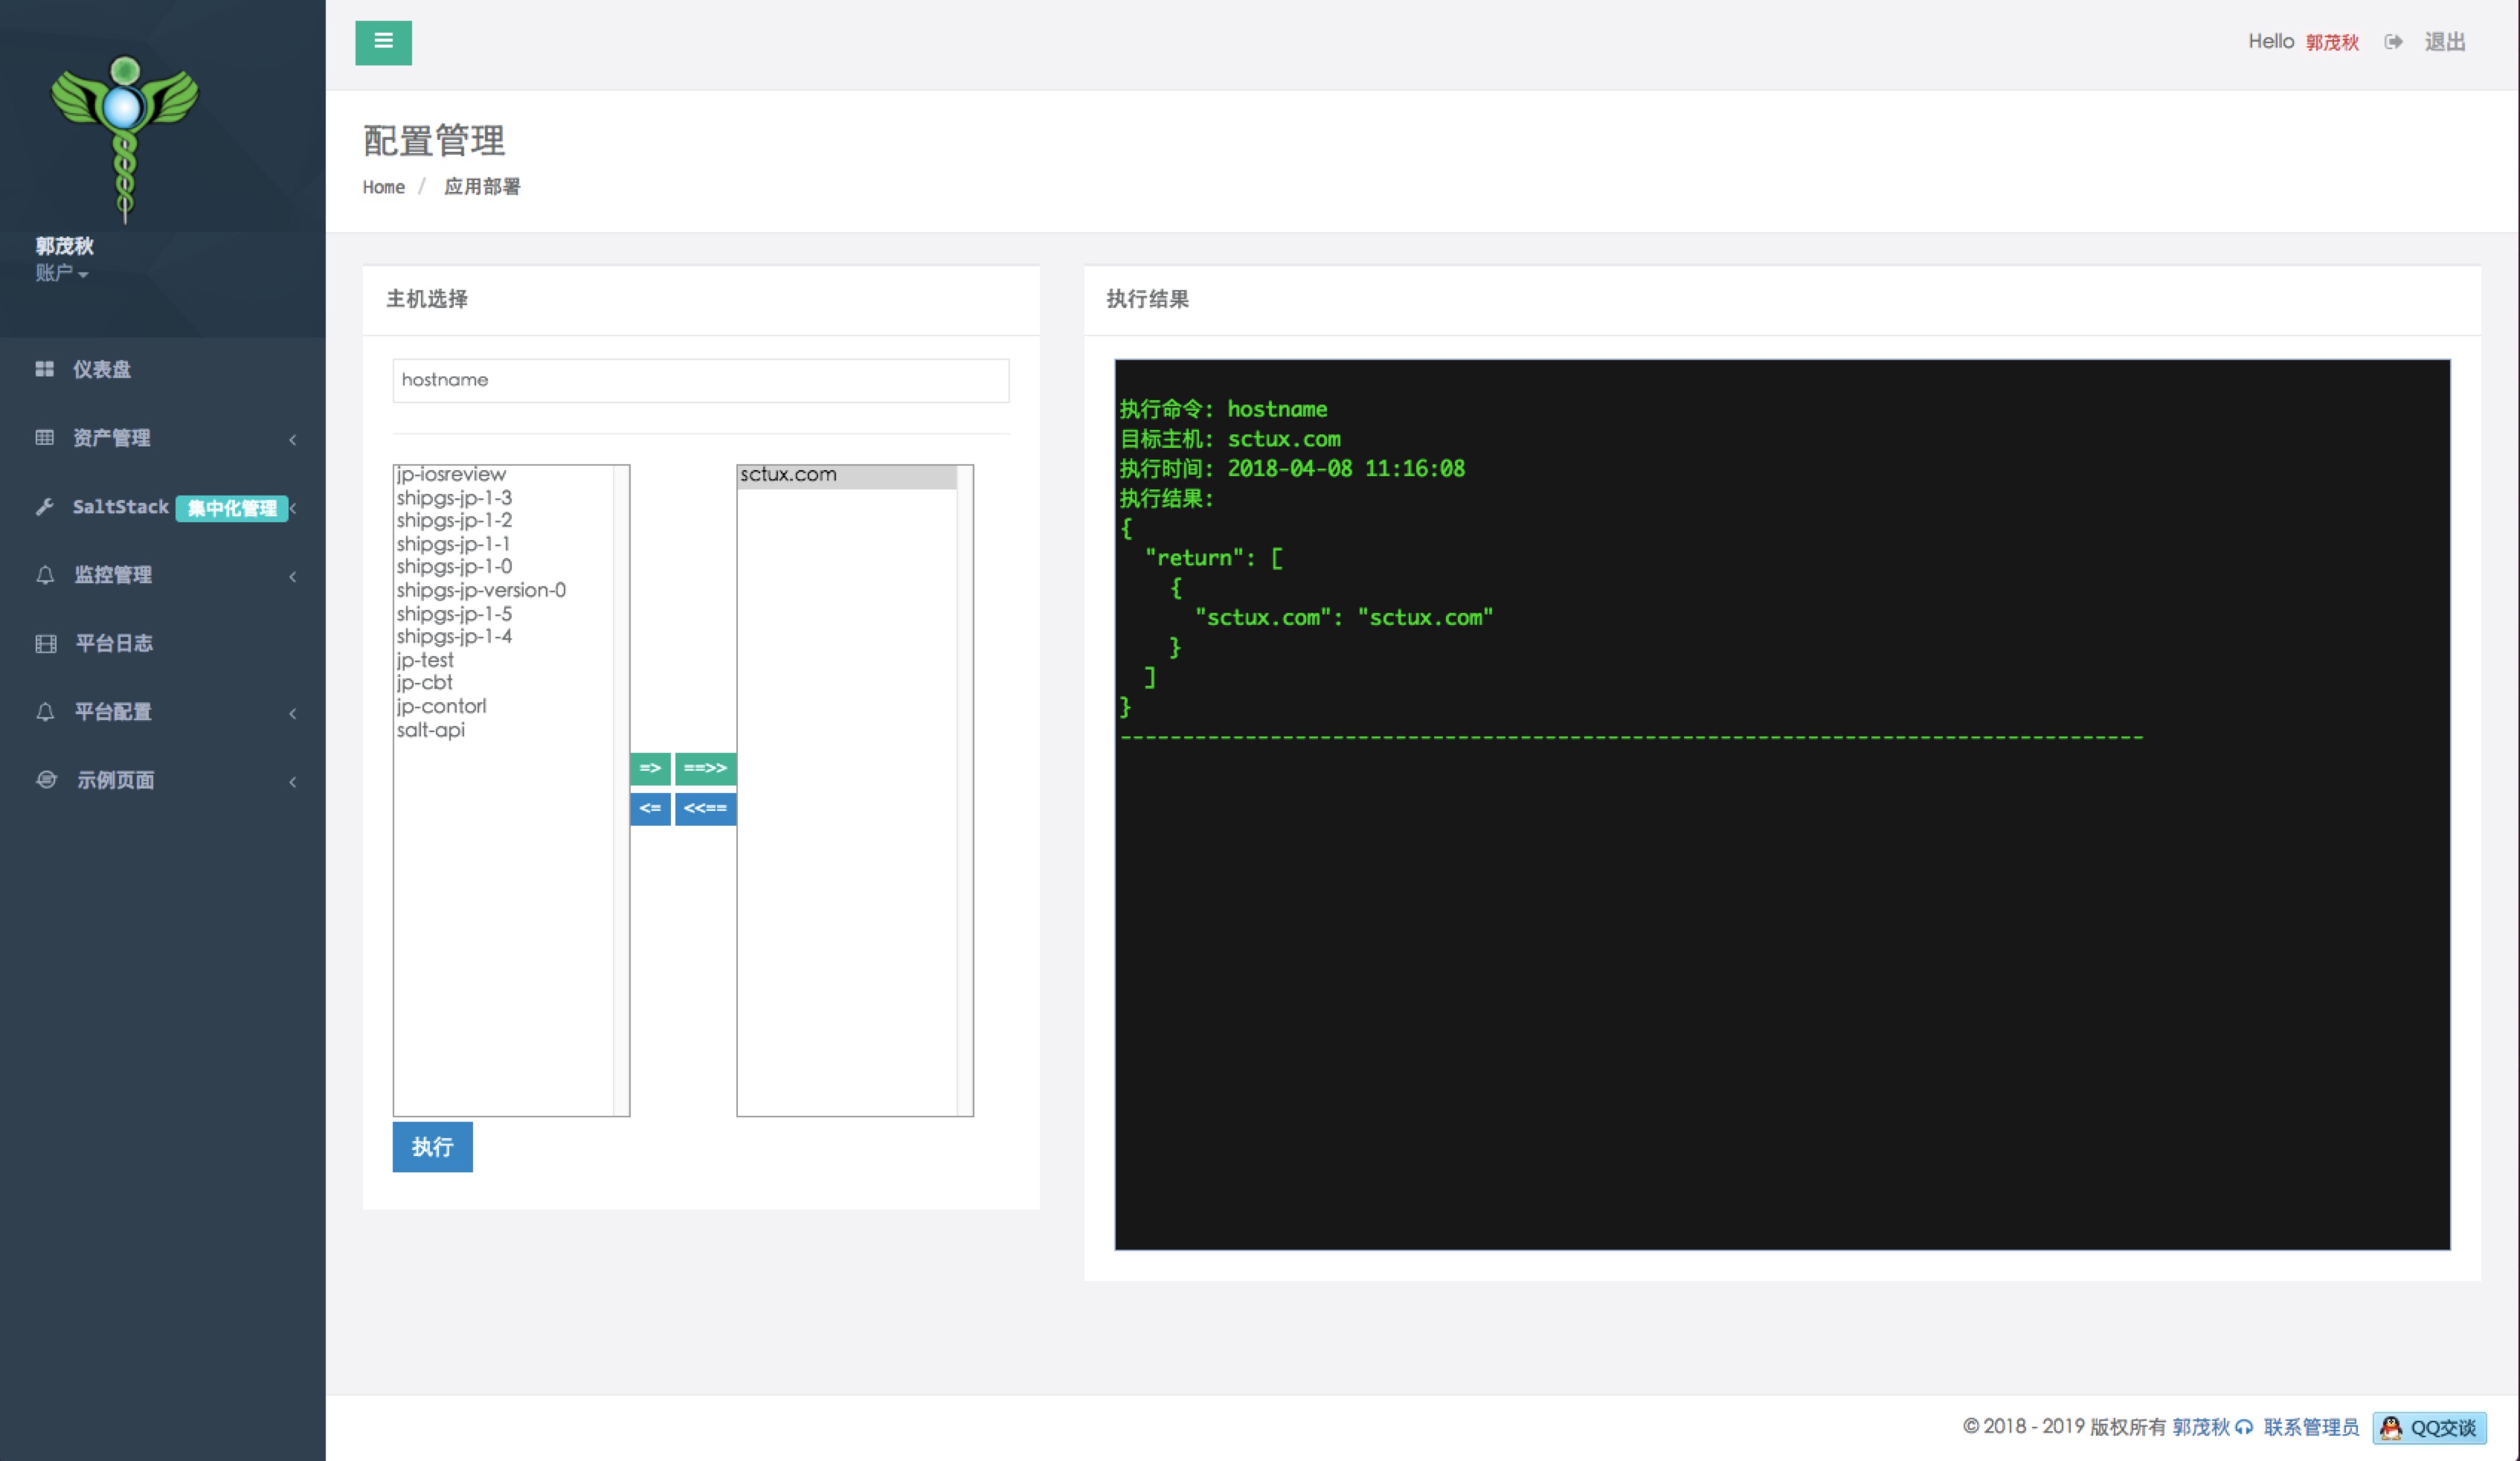 Hello 郭茂秋 退出
郭茂秋
账户
仪表盘
资产管理
SaltStack 集中化管理
监控管理
平台日志
平台配置
示例页面
配置管理
Home / 应用部署
主机选择
hostname
jp-iosreview
shipgs-jp-1-3
shipgs-jp-1-2
shipgs-jp-1-1
shipgs-jp-1-0
shipgs-jp-version-0
shipgs-jp-1-5
shipgs-jp-1-4
jp-test
jp-cbt
jp-contorl
salt-api
=> ==>>
<= <<==
sctux.com
执行
执行结果
执行命令: hostname
目标主机: sctux.com
执行时间: 2018-04-08 11:16:08
执行结果:
{
"return": [
{
"sctux.com": "sctux.com"
}
]
}
----------------------------------------------------------------------------------
© 2018 - 2019 版权所有 郭茂秋 联系管理员 QQ交谈